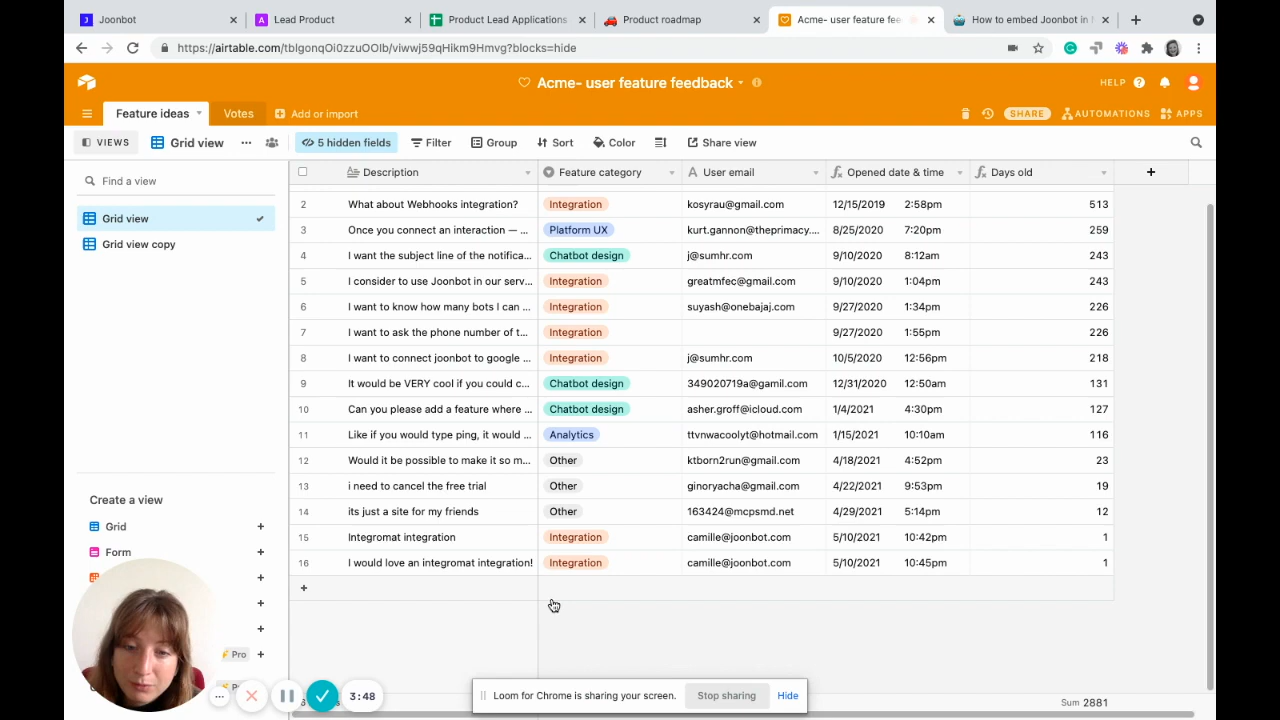 Joonbot
Lead Product
Product Lead Applications
Product roadmap
Acme- user feature fee
How to embed Joonbot in
https://airtable.com/tblgonqOi0zzuOOlb/viwwj59qHikm9Hmvg?blocks=hide
Acme- user feature feedback
HELP
Feature ideas
Votes
Add or import
SHARE
AUTOMATIONS
APPS
VIEWS
Grid view
...
5 hidden fields
Filter
Group
Sort
Color
Share view
Find a view
Grid view
Grid view copy
Create a view
Grid
Form
Pro
Description
Feature category
User email
Opened date & time
Days old
2 What about Webhooks integration? Integration kosyrau@gmail.com 12/15/2019 2:58pm 513
3 Once you connect an interaction — ... Platform UX kurt.gannon@theprimacy.... 8/25/2020 7:20pm 259
4 I want the subject line of the notifica... Chatbot design j@sumhr.com 9/10/2020 8:12am 243
5 I consider to use Joonbot in our serv... Integration greatmfec@gmail.com 9/10/2020 1:04pm 243
6 I want to know how many bots I can ... Integration suyash@onebajaj.com 9/27/2020 1:34pm 226
7 I want to ask the phone number of t... Integration 9/27/2020 1:55pm 226
8 I want to connect joonbot to google ... Integration j@sumhr.com 10/5/2020 12:56pm 218
9 It would be VERY cool if you could c... Chatbot design 349020719a@gamil.com 12/31/2020 12:50am 131
10 Can you please add a feature where ... Chatbot design asher.groff@icloud.com 1/4/2021 4:30pm 127
11 Like if you would type ping, it would ... Analytics ttvnwacoolyt@hotmail.com 1/15/2021 10:10am 116
12 Would it be possible to make it so m... Other ktborn2run@gmail.com 4/18/2021 4:52pm 23
13 i need to cancel the free trial Other ginoryacha@gmail.com 4/22/2021 9:53pm 19
14 its just a site for my friends Other 163424@mcpsmd.net 4/29/2021 5:14pm 12
15 Integromat integration Integration camille@joonbot.com 5/10/2021 10:42pm 1
16 I would love an integromat integration! Integration camille@joonbot.com 5/10/2021 10:45pm 1
3:48
Loom for Chrome is sharing your screen.
Stop sharing
Hide
Sum 2881